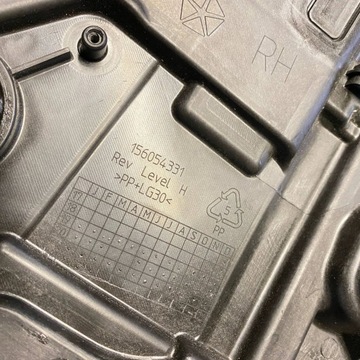 RH
156054331
Rev Level H
>PP+LG30<
5
PP
J F M A M J J A S O N D